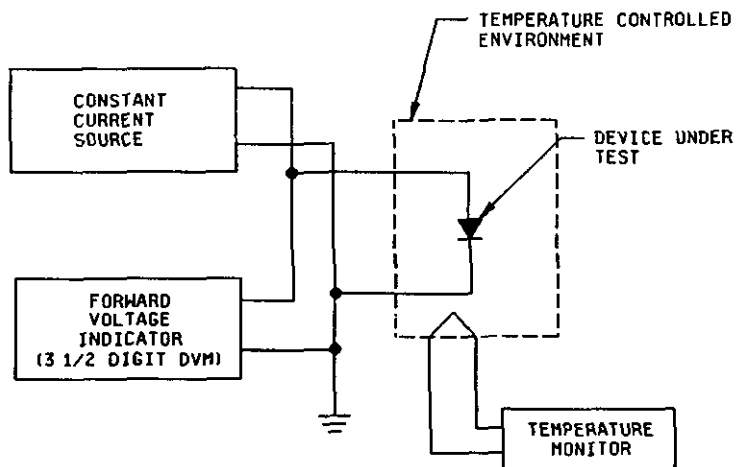 TEMPERATURE CONTROLLED
ENVIRONMENT
CONSTANT
CURRENT
SOURCE
DEVICE UNDER
TEST
FORWARD
VOLTAGE
INDICATOR
(3 1/2 DIGIT DVM)
TEMPERATURE
MONITOR